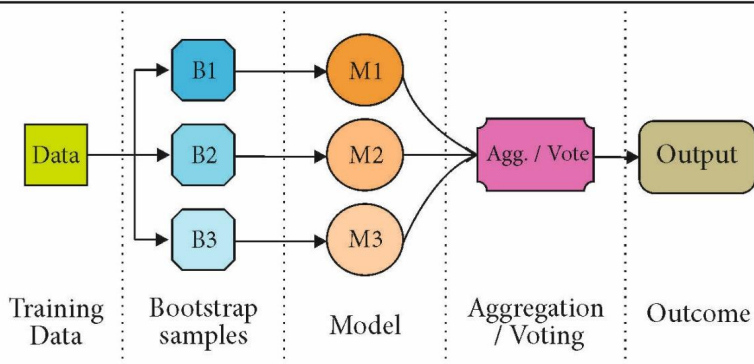 B1
M1
Data
B2
M2
Agg. / Vote
Output
B3
M3
Training
Data
Bootstrap
samples
Model
Aggregation
/ Voting
Outcome